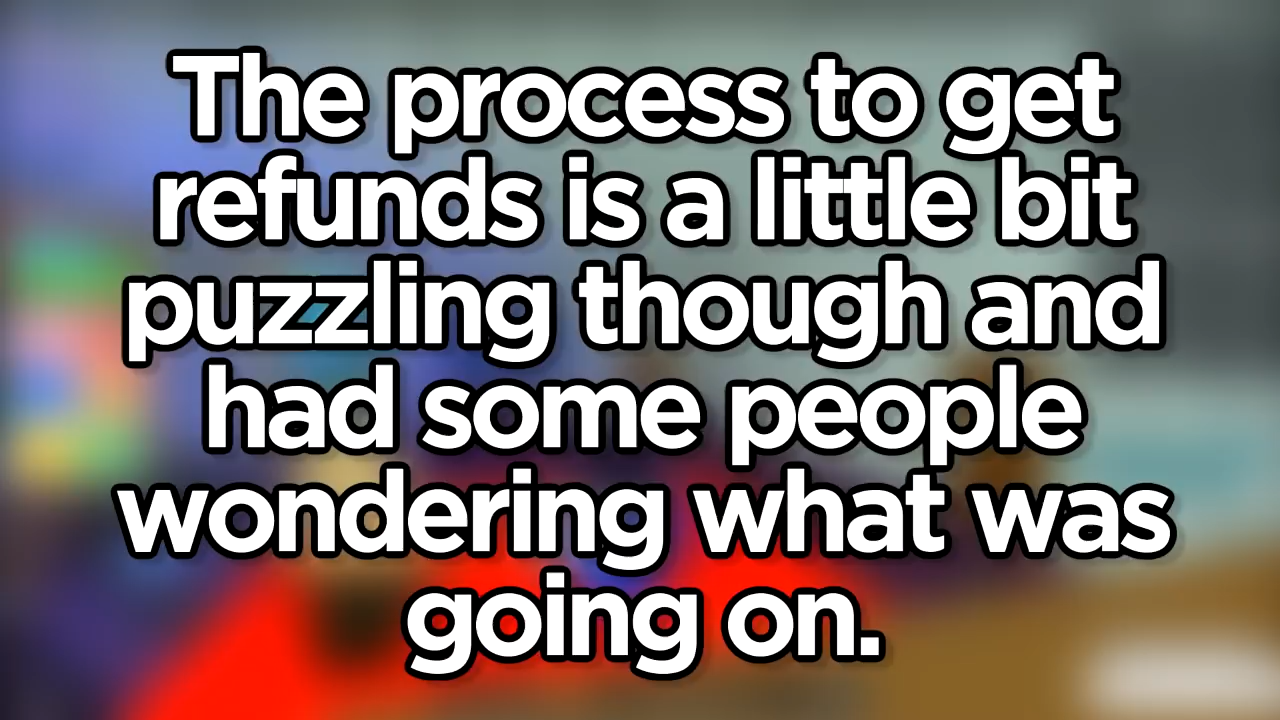 The process to get
refunds is a little bit
puzzling though and
had some people
wondering what was
going on.